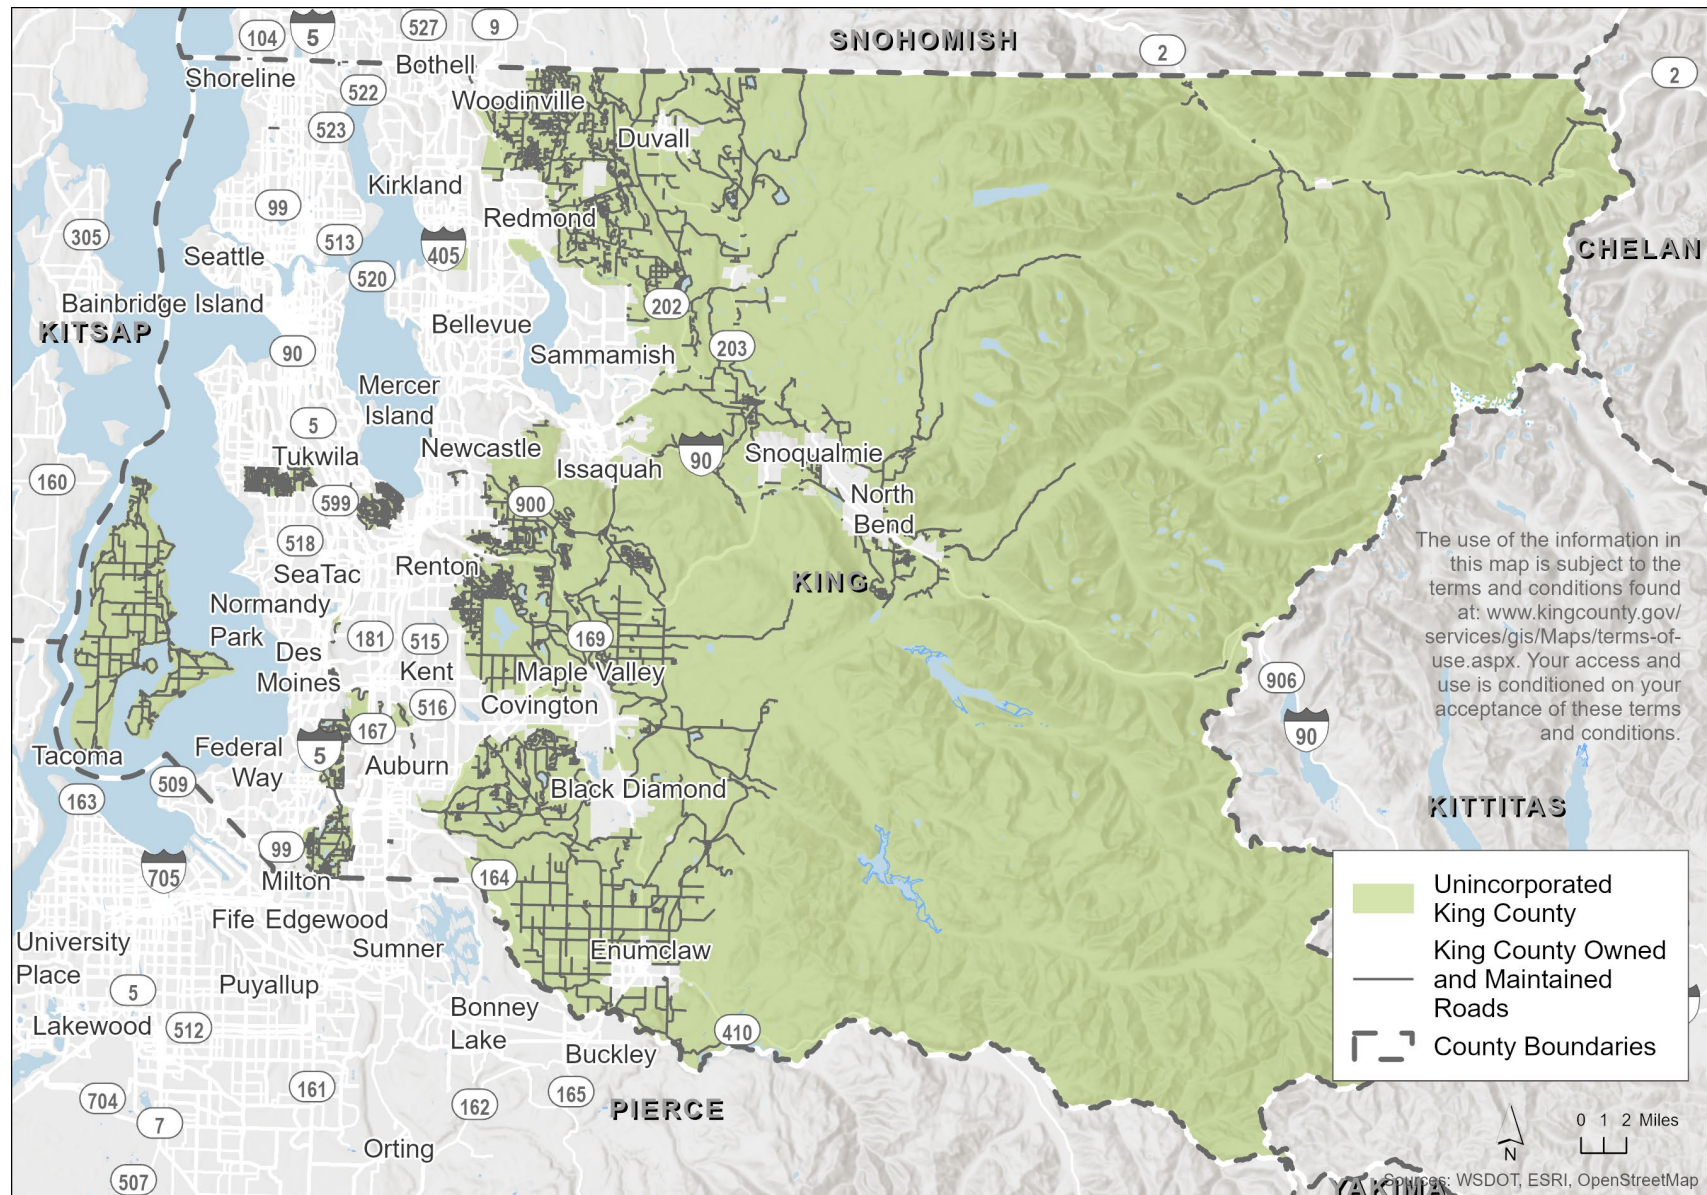 SNOHOMISH
104
5
527
9
2
2
Shoreline
Bothell
522
Woodinville
523
Duvall
Kirkland
99
Redmond
305
513
405
Seattle
520
CHELAN
Bainbridge Island
202
KITSAP
Bellevue
90
Sammamish
203
Mercer
Island
5
Newcastle
Tukwila
Issaquah
90
Snoqualmie
160
599
900
North
Bend
518
SeaTac
Renton
KING
The use of the information in
this map is subject to the
terms and conditions found
at: www.kingcounty.gov/
services/gis/Maps/terms-of-
use.aspx. Your access and
use is conditioned on your
acceptance of these terms
and conditions.
Normandy
Park
181
515
169
Des
Moines
Kent
Maple Valley
906
516
Covington
167
5
90
Tacoma
Federal
Way
Auburn
509
163
Black Diamond
KITTITAS
99
705
Milton
164
Fife
Edgewood
Sumner
Enumclaw
University
Place
Puyallup
5
Lakewood
512
Bonney
Lake
410
Buckley
704
161
162
165
PIERCE
7
Orting
507
Unincorporated
King County
King County Owned
and Maintained
Roads
County Boundaries
0 1 2 Miles
N
YAKIMA
Sources: WSDOT, ESRI, OpenStreetMap